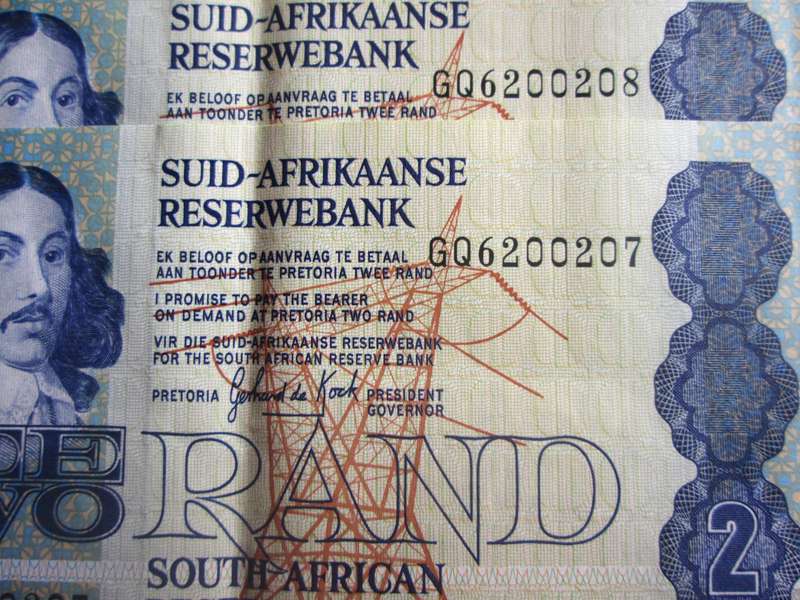 SUID-AFRIKAANSE
RESERWEBANK
EK BELOOF OP AANVRAAG TE BETAAL
AAN TOONDER TE PRETORIA TWEE RAND
GQ6200208
SUID-AFRIKAANSE
RESERWEBANK
EK BELOOF OP AANVRAAG TE BETAAL
AAN TOONDER TE PRETORIA TWEE RAND
GQ6200207
I PROMISE TO PAY THE BEARER
ON DEMAND AT PRETORIA TWO RAND
VIR DIE SUID-AFRIKAANSE RESERWEBANK
FOR THE SOUTH AFRICAN RESERVE BANK
PRETORIA Gerhard de Kock PRESIDENT
GOVERNOR
EE
WO
RAND
2
SOUTH AFRICAN